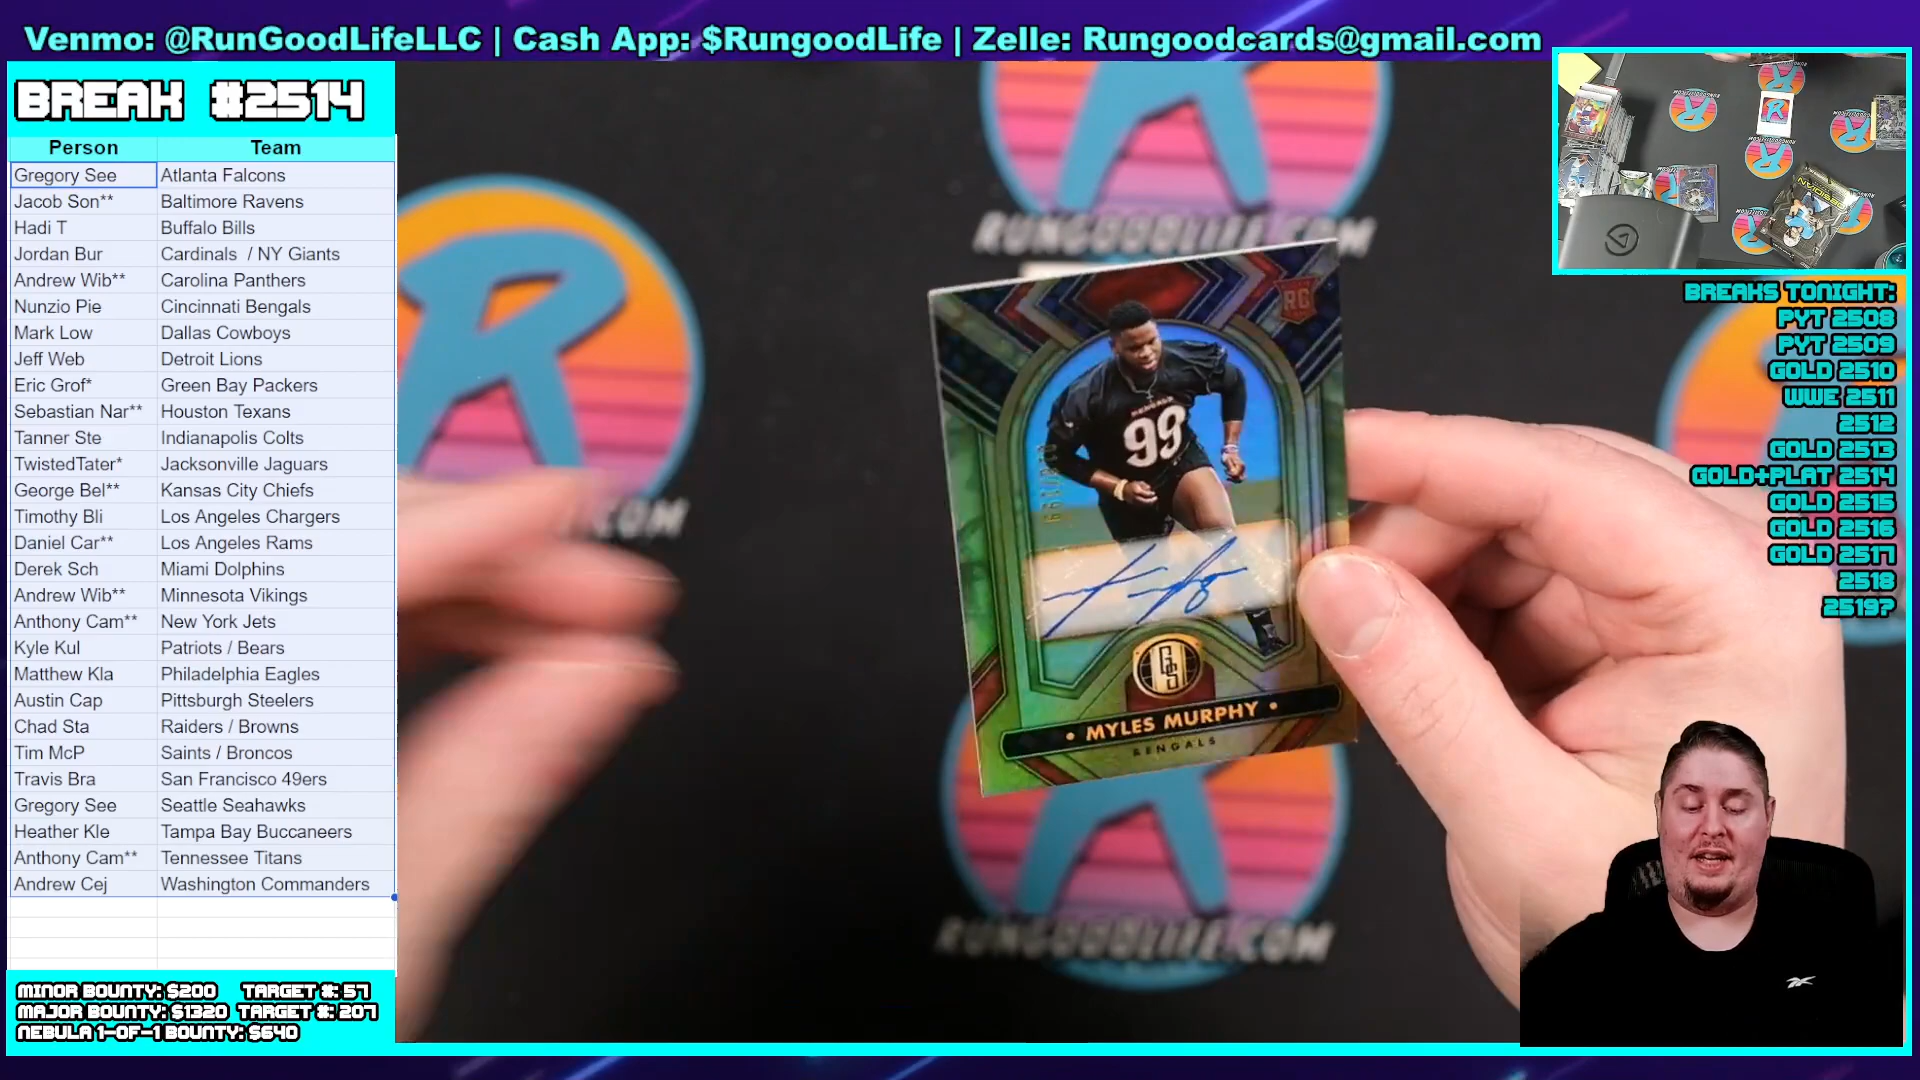 Venmo: @RunGoodLifeLLC | Cash App: $RungoodLife | Zelle: Rungoodcards@gmail.com
BREAK #2514
Person Team
Gregory See Atlanta Falcons
Jacob Son** Baltimore Ravens
Hadi T Buffalo Bills
Jordan Bur Cardinals / NY Giants
Andrew Wib** Carolina Panthers
Nunzio Pie Cincinnati Bengals
Mark Low Dallas Cowboys
Jeff Web Detroit Lions
Eric Grof* Green Bay Packers
Sebastian Nar** Houston Texans
Tanner Ste Indianapolis Colts
TwistedTater* Jacksonville Jaguars
George Bel** Kansas City Chiefs
Timothy Bli Los Angeles Chargers
Daniel Car** Los Angeles Rams
Derek Sch Miami Dolphins
Andrew Wib** Minnesota Vikings
Anthony Cam** New York Jets
Kyle Kul Patriots / Bears
Matthew Kla Philadelphia Eagles
Austin Cap Pittsburgh Steelers
Chad Sta Raiders / Browns
Tim McP Saints / Broncos
Travis Bra San Francisco 49ers
Gregory See Seattle Seahawks
Heather Kle Tampa Bay Buccaneers
Anthony Cam** Tennessee Titans
Andrew Cej Washington Commanders
MINOR BOUNTY: $200 TARGET #: 57
MAJOR BOUNTY: $1320 TARGET #: 207
NEBULA 1-OF-1 BOUNTY: $640
R
RUNGOODLIFE.COM
.COM
RC
BENGALS
99
GS
• MYLES MURPHY •
BENGALS
RUNGOODLIFE.COM
BREAKS TONIGHT:
PYT 2508
PYT 2509
GOLD 2510
WWE 2511
2512
GOLD 2513
GOLD+PLAT 2514
GOLD 2515
GOLD 2516
GOLD 2517
2518
2519?